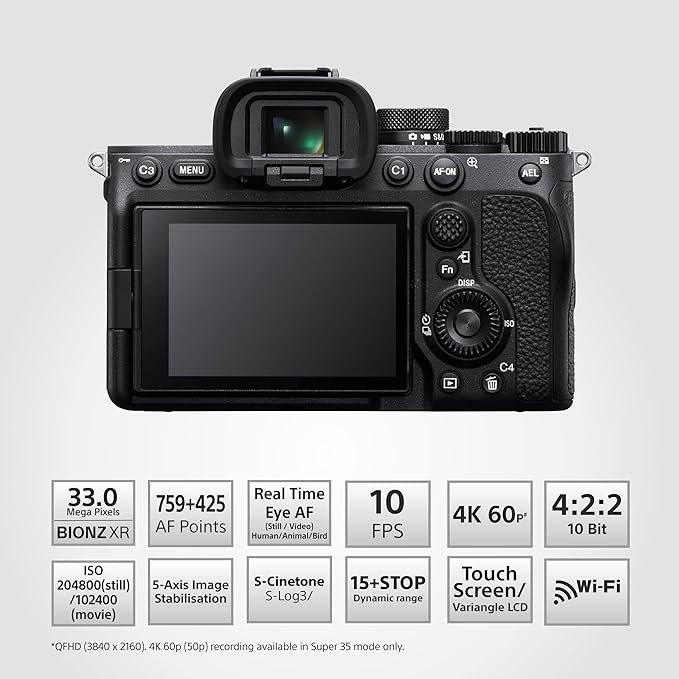 S&Q
C3
MENU
C1
AF-ON
AEL
Fn
DISP
ISO
C4
33.0
Mega Pixels
BIONZ XR
759+425
AF Points
Real Time
Eye AF
(Still / Video)
Human/Animal/Bird
10
FPS
4K 60p#
4:2:2
10 Bit
ISO
204800(still)
/102400
(movie)
5-Axis Image
Stabilisation
S-Cinetone
S-Log3/
15+STOP
Dynamic range
Touch
Screen/
Variangle LCD
Wi-Fi
*QFHD (3840 x 2160). 4K 60p (50p) recording available in Super 35 mode only.